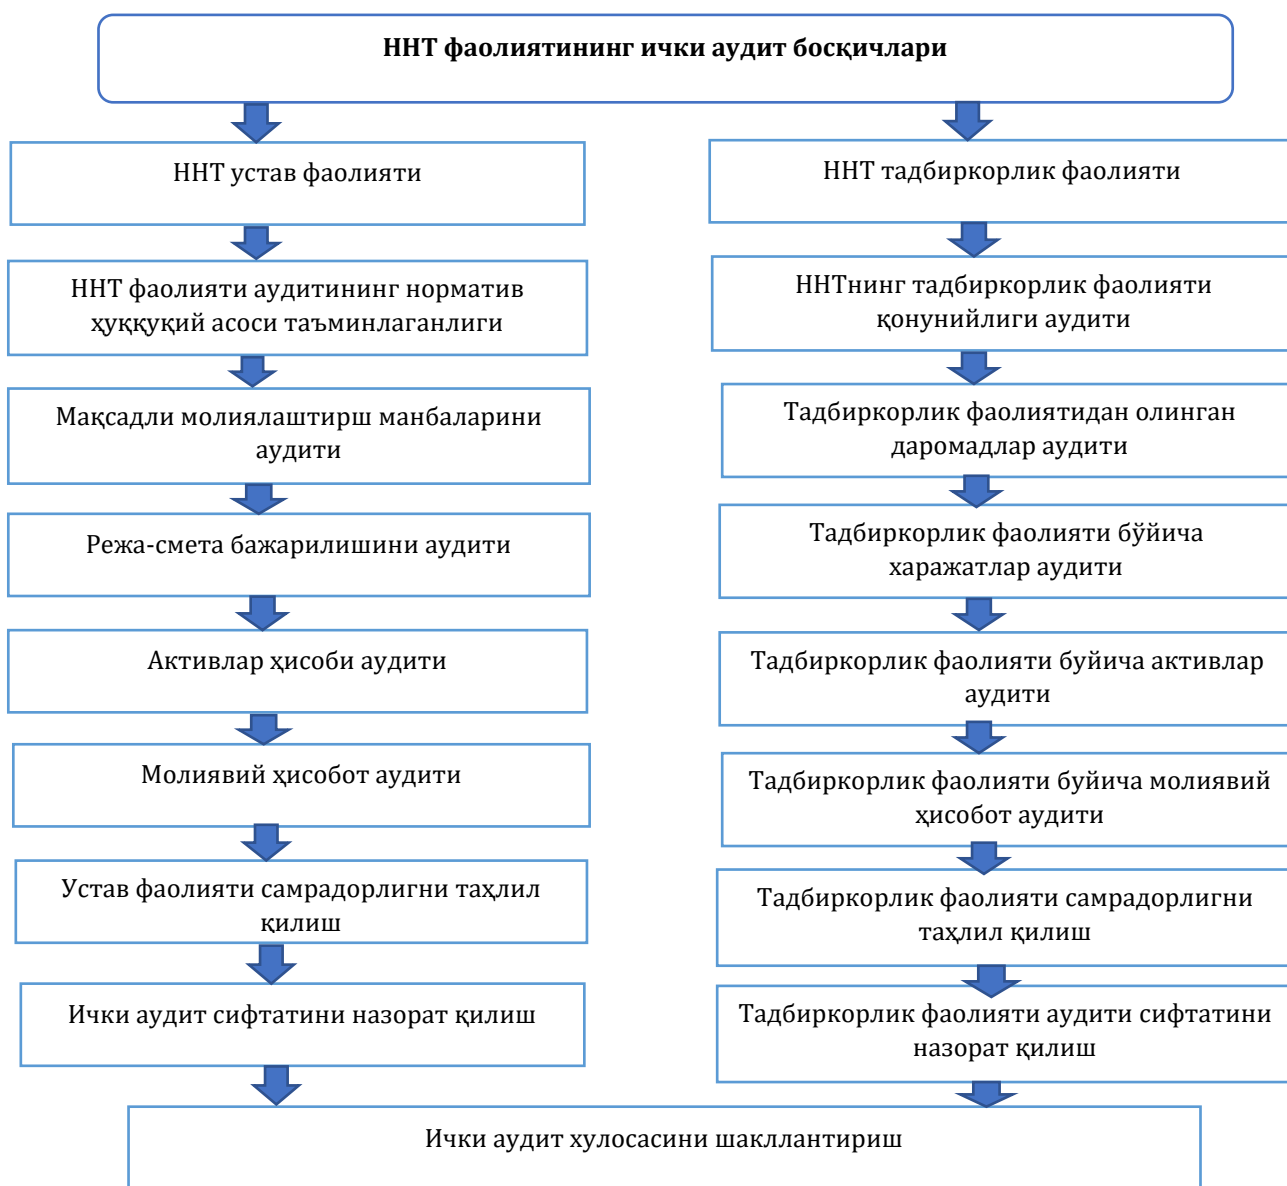 ННТ фаолиятининг ички аудит босқичлари
ННТ устав фаолияти
ННТ фаолияти аудитининг норматив
ҳуққуқий асоси таъминлаганлиги
Мақсадли молиялаштирш манбаларини
аудити
Режа-смета бажарилишини аудити
Активлар ҳисоби аудити
Молиявий ҳисобот аудити
Устав фаолияти самрадорлигни таҳлил
қилиш
Ички аудит сифтатини назорат қилиш
ННТ тадбиркорлик фаолияти
ННТнинг тадбиркорлик фаолияти
қонунийлиги аудити
Тадбиркорлик фаолиятидан олинган
даромадлар аудити
Тадбиркорлик фаолияти бўйича
харажатлар аудити
Тадбиркорлик фаолияти буйича активлар
аудити
Тадбиркорлик фаолияти буйича молиявий
ҳисобот аудити
Тадбиркорлик фаолияти самрадорлигни
таҳлил қилиш
Тадбиркорлик фаолияти аудити сифтатини
назорат қилиш
Ички аудит хулосасини шакллантириш